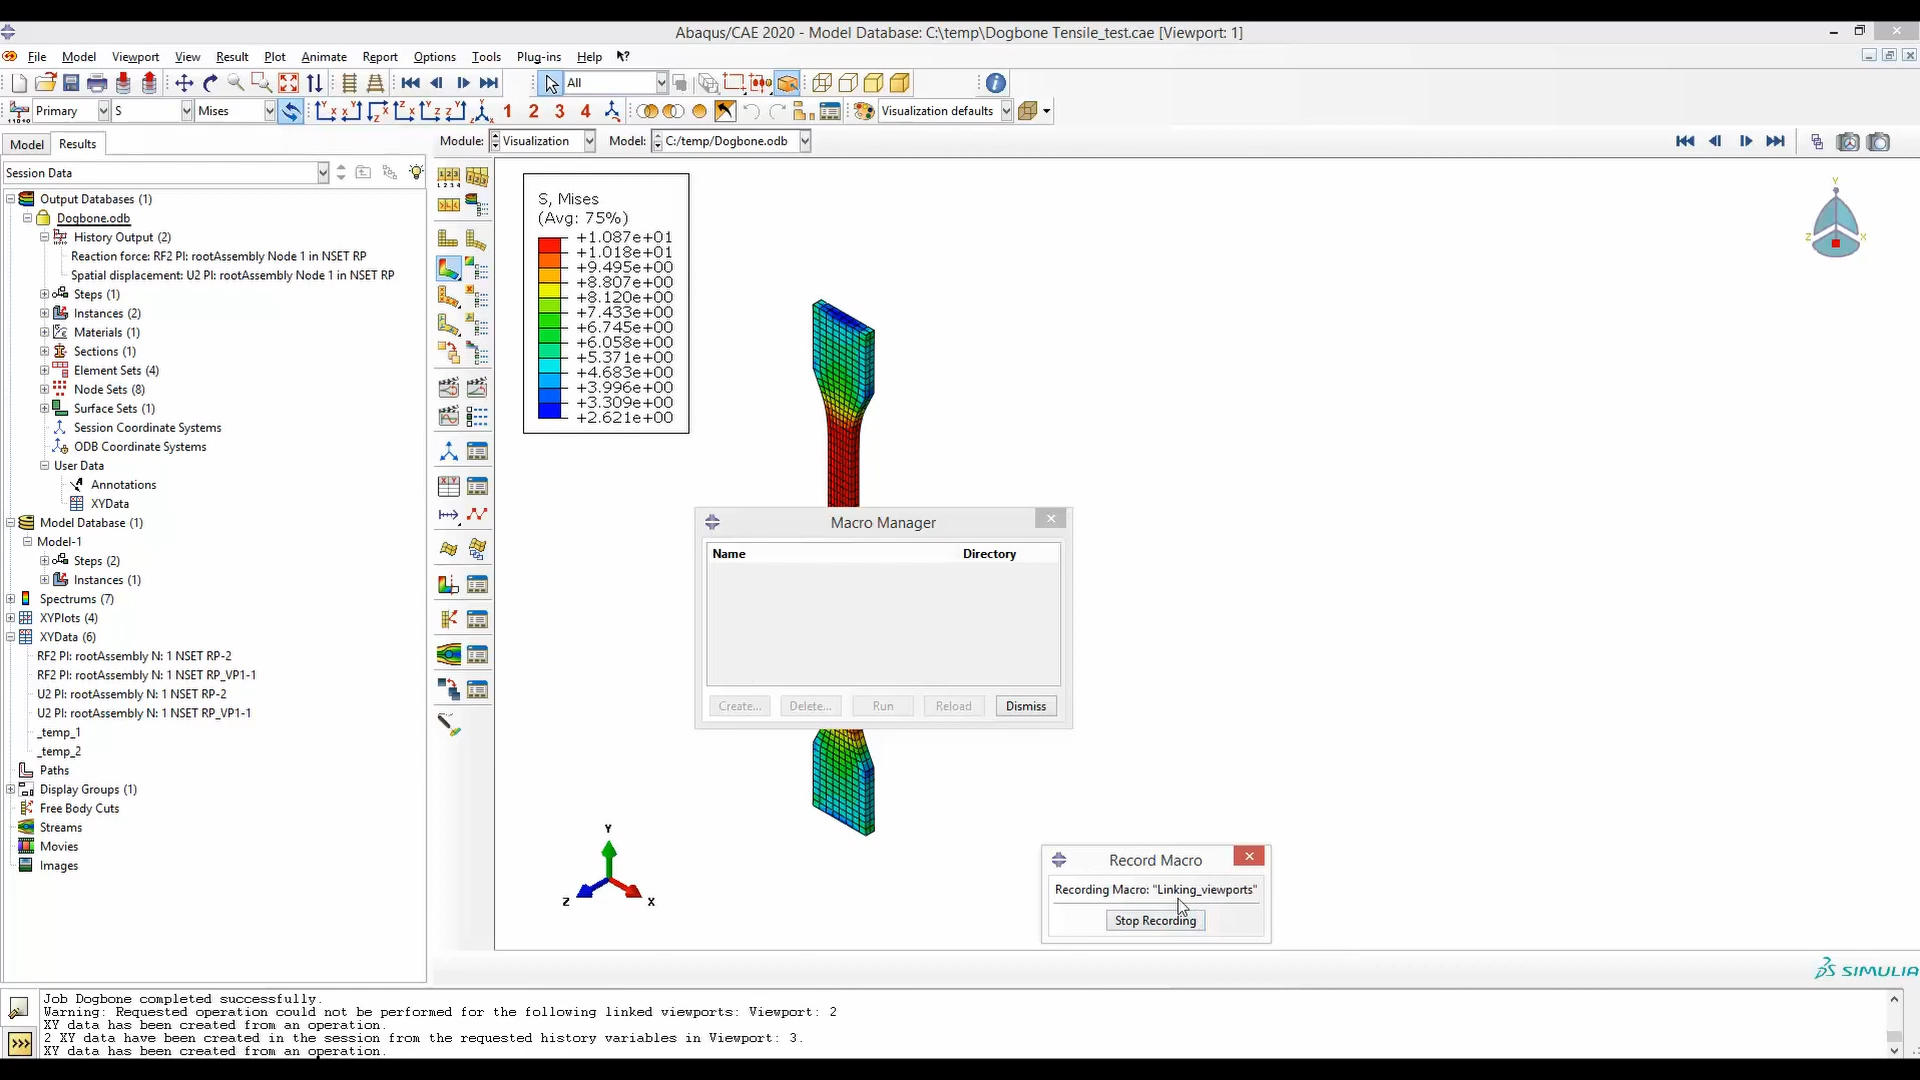 Abaqus/CAE 2020 - Model Database: C:\temp\Dogbone Tensile_test.cae [Viewport: 1]
File Model Viewport View Result Plot Animate Report Options Tools Plug-ins Help
All
Primary S Mises 1 2 3 4 Visualization defaults
Model Results Module: Visualization Model: C:/temp/Dogbone.odb
Session Data
Output Databases (1)
Dogbone.odb
History Output (2)
Reaction force: RF2 PI: rootAssembly Node 1 in NSET RP
Spatial displacement: U2 PI: rootAssembly Node 1 in NSET RP
Steps (1)
Instances (2)
Materials (1)
Sections (1)
Element Sets (4)
Node Sets (8)
Surface Sets (1)
Session Coordinate Systems
ODB Coordinate Systems
User Data
Annotations
XYData
Model Database (1)
Model-1
Steps (2)
Instances (1)
Spectrums (7)
XYPlots (4)
XYData (6)
RF2 PI: rootAssembly N: 1 NSET RP-2
RF2 PI: rootAssembly N: 1 NSET RP_VP1-1
U2 PI: rootAssembly N: 1 NSET RP-2
U2 PI: rootAssembly N: 1 NSET RP_VP1-1
_temp_1
_temp_2
Paths
Display Groups (1)
Free Body Cuts
Streams
Movies
Images
S, Mises
(Avg: 75%)
+1.087e+01
+1.018e+01
+9.495e+00
+8.807e+00
+8.120e+00
+7.433e+00
+6.745e+00
+6.058e+00
+5.371e+00
+4.683e+00
+3.996e+00
+3.309e+00
+2.621e+00
Y
Z X
Macro Manager
Name Directory
Create... Delete... Run Reload Dismiss
Y
Z X
Record Macro
Recording Macro: "Linking_viewports"
Stop Recording
SIMULIA
Job Dogbone completed successfully.
Warning: Requested operation could not be performed for the following linked viewports: Viewport: 2
XY data has been created from an operation.
2 XY data have been created in the session from the requested history variables in Viewport: 3.
XY data has been created from an operation.